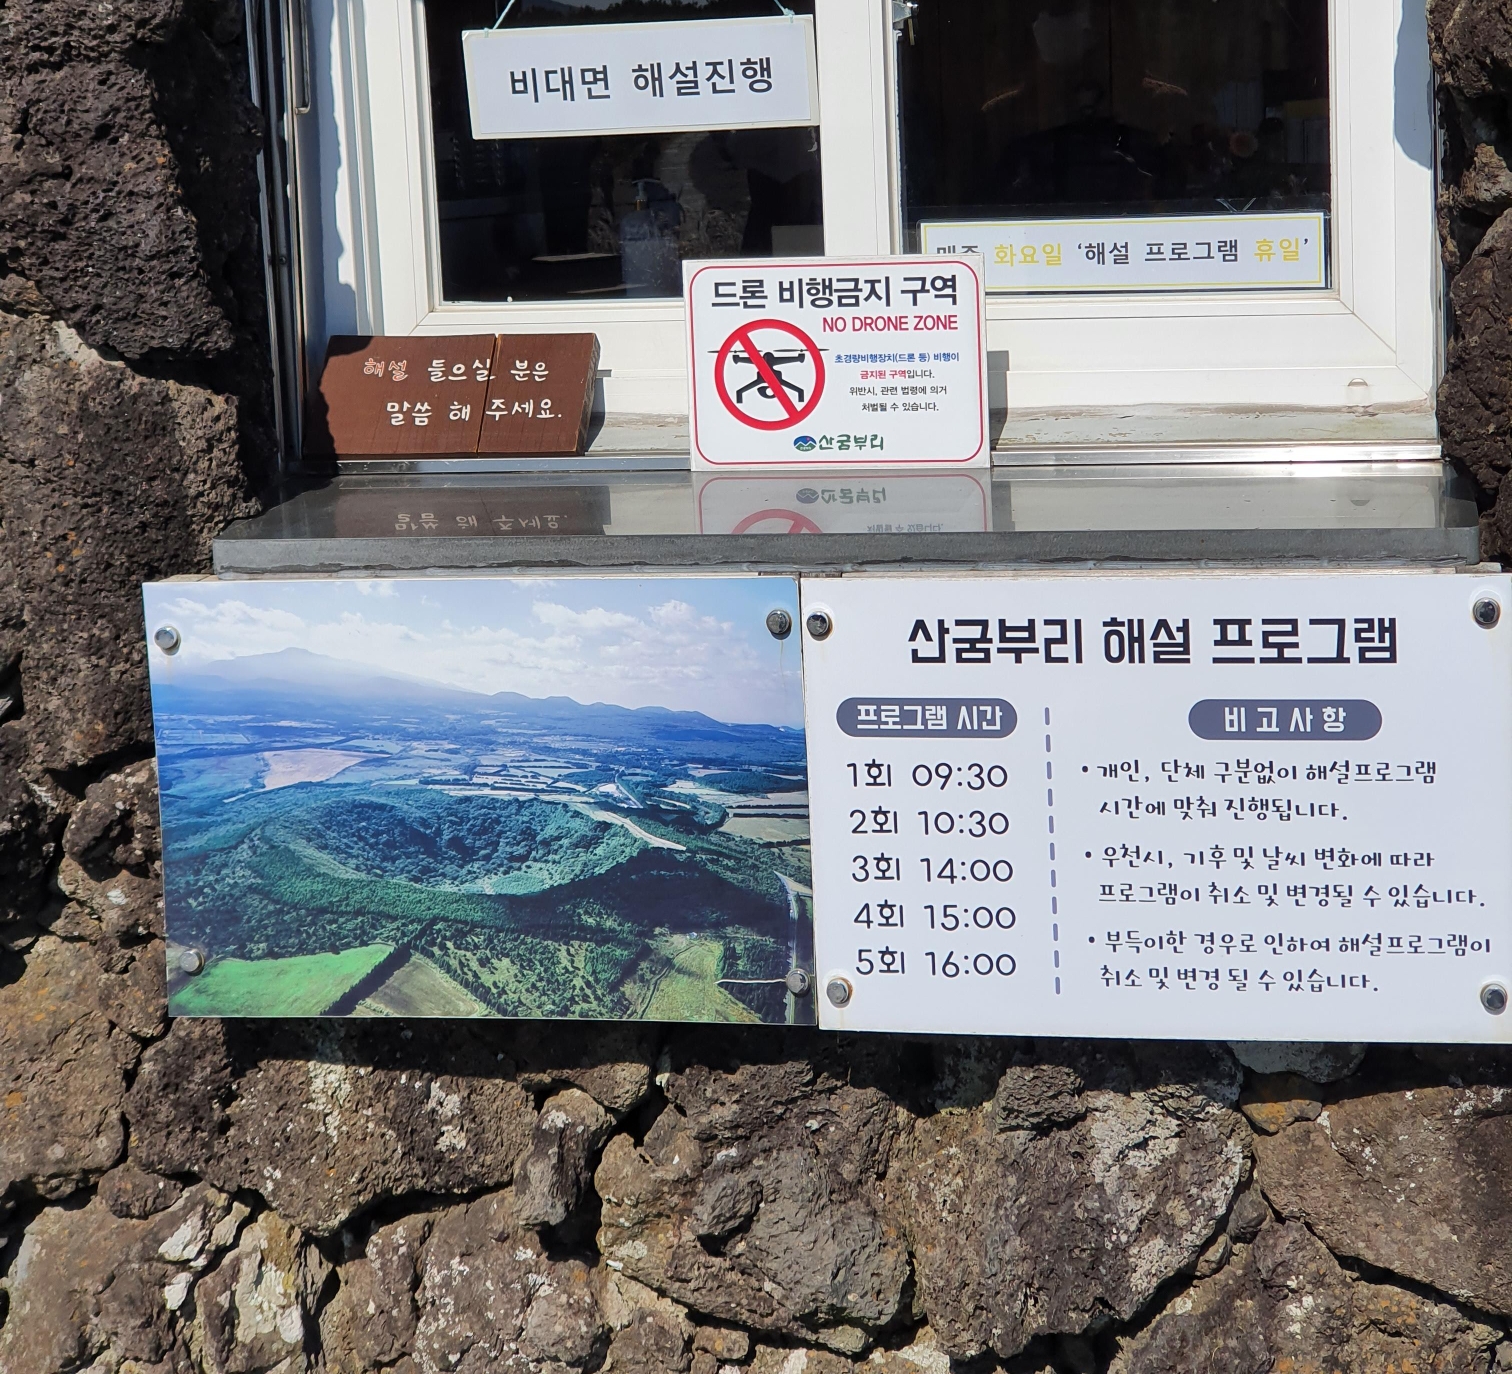 비대면 해설진행
매주 화요일 '해설 프로그램 휴일'
드론 비행금지 구역
NO DRONE ZONE
초경량비행장치(드론 등) 비행이
금지된 구역입니다.
위반시, 관련 법령에 의거
처벌될 수 있습니다.
산굼부리
해설 들으실 분은
말씀 해 주세요.
산굼부리 해설 프로그램
프로그램 시간
1회 09:30
2회 10:30
3회 14:00
4회 15:00
5회 16:00
비고사항
• 개인, 단체 구분없이 해설프로그램
시간에 맞춰 진행됩니다.
• 우천시, 기후 및 날씨 변화에 따라
프로그램이 취소 및 변경될 수 있습니다.
• 부득이한 경우로 인하여 해설프로그램이
취소 및 변경 될 수 있습니다.